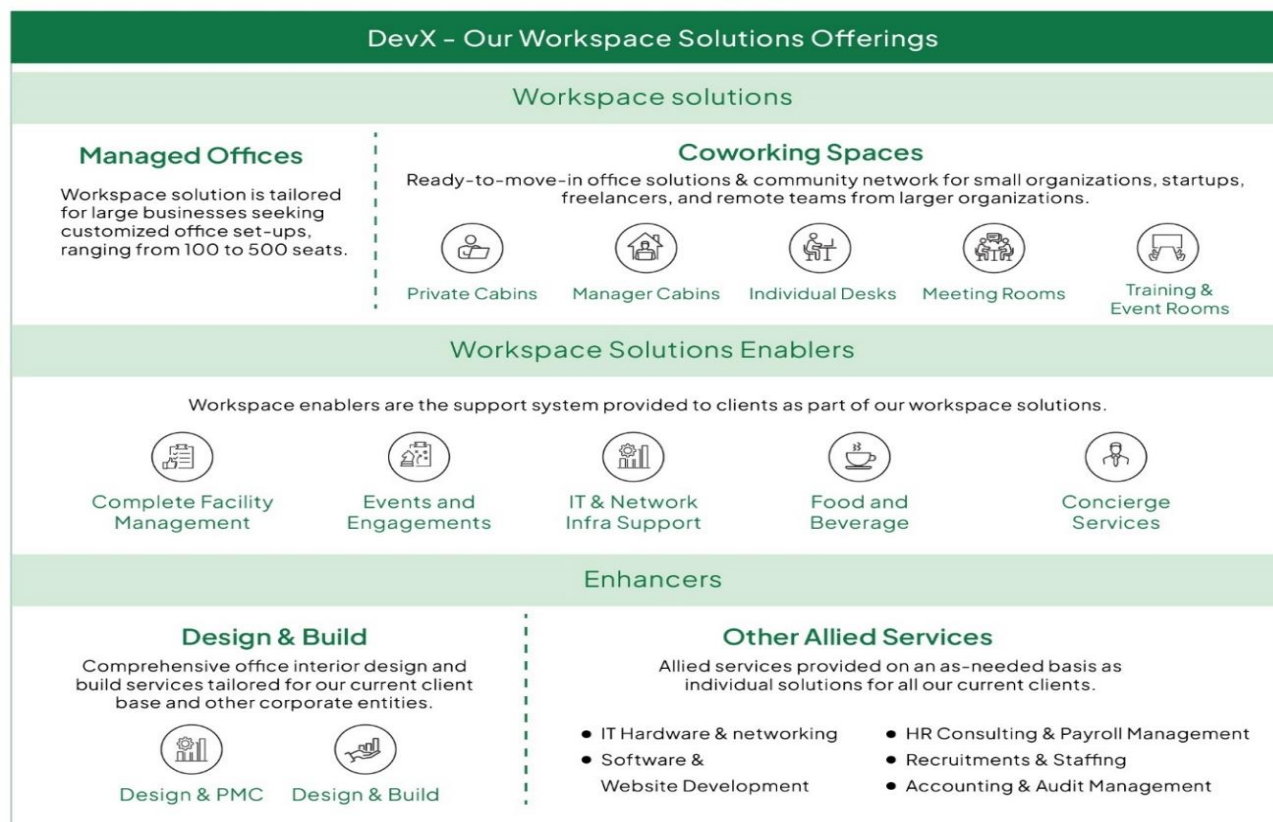 DevX – Our Workspace Solutions Offerings
Workspace solutions
Managed Offices
Workspace solution is tailored
for large businesses seeking
customized office set-ups,
ranging from 100 to 500 seats.
Coworking Spaces
Ready-to-move-in office solutions & community network for small organizations, startups,
freelancers, and remote teams from larger organizations.
Private Cabins
Manager Cabins
Individual Desks
Meeting Rooms
Training &
Event Rooms
Workspace Solutions Enablers
Workspace enablers are the support system provided to clients as part of our workspace solutions.
Complete Facility
Management
Events and
Engagements
IT & Network
Infra Support
Food and
Beverage
Concierge
Services
Enhancers
Design & Build
Comprehensive office interior design and
build services tailored for our current client
base and other corporate entities.
Design & PMC
Design & Build
Other Allied Services
Allied services provided on an as-needed basis as
individual solutions for all our current clients.
● IT Hardware & networking
● Software &
Website Development
● HR Consulting & Payroll Management
● Recruitments & Staffing
● Accounting & Audit Management